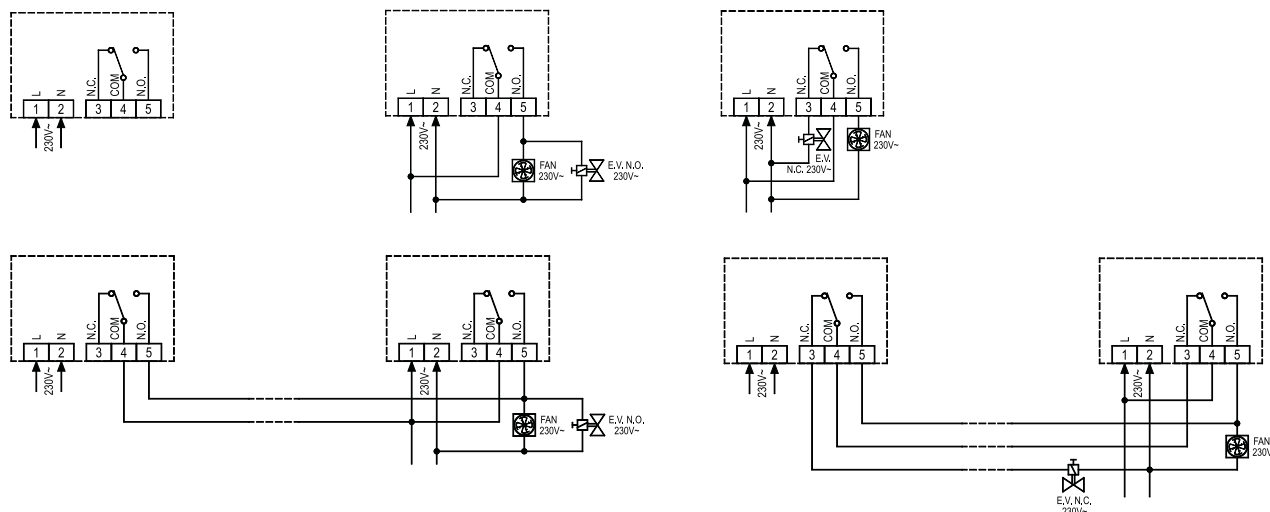 L
N
N.C.
COM
N.O.
1
2
3
4
5
230V~
L
N
N.C.
COM
N.O.
1
2
3
4
5
230V~
FAN
230V~
E.V. N.O.
230V~
L
N
N.C.
COM
N.O.
1
2
3
4
5
230V~
E.V.
N.C. 230V~
FAN
230V~
L
N
N.C.
COM
N.O.
1
2
3
4
5
230V~
L
N
N.C.
COM
N.O.
1
2
3
4
5
230V~
FAN
230V~
E.V. N.O.
230V~
L
N
N.C.
COM
N.O.
1
2
3
4
5
230V~
L
N
N.C.
COM
N.O.
1
2
3
4
5
230V~
FAN
230V
E.V. N.C.
230V~